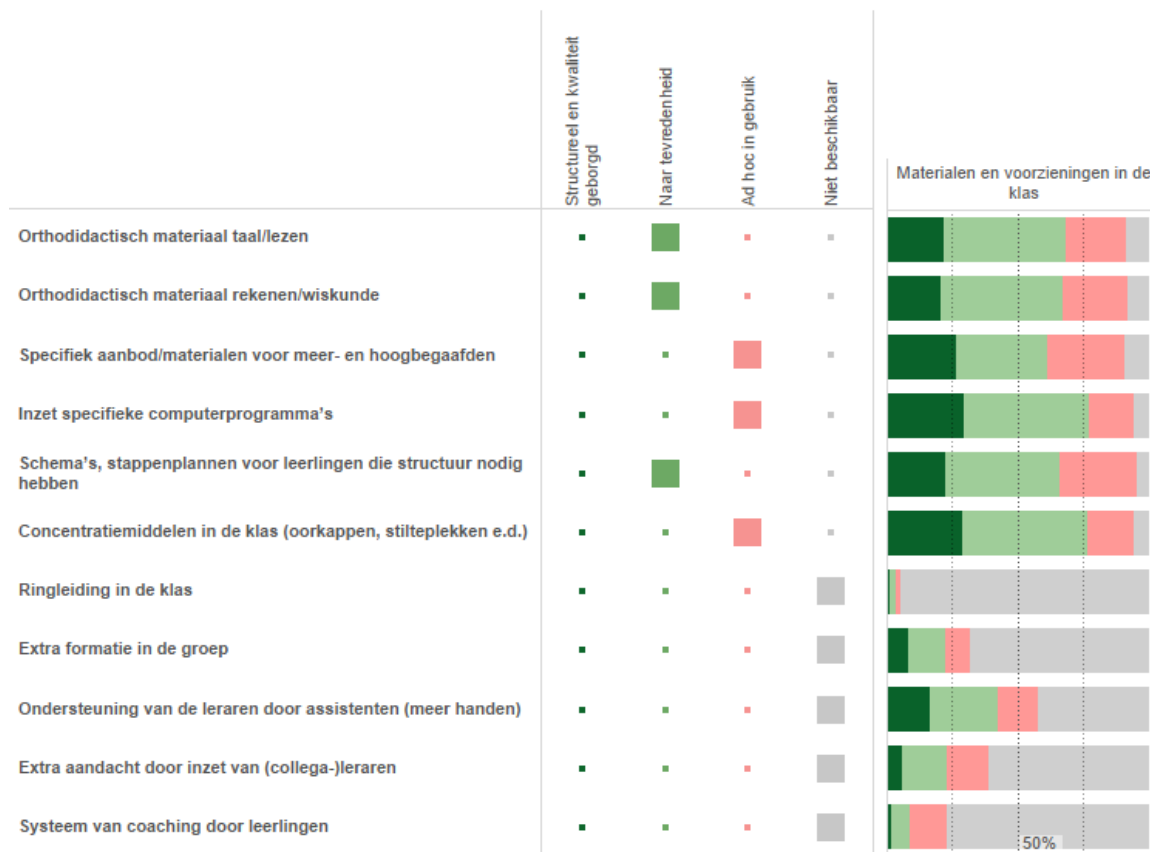 Structureel en kwaliteit
geborgd
Naar tevredenheid
Ad hoc in gebruik
Niet beschikbaar
Materialen en voorzieningen in de
klas
Orthodidactisch materiaal taal/lezen
Orthodidactisch materiaal rekenen/wiskunde
Specifiek aanbod/materialen voor meer- en hoogbegaafden
Inzet specifieke computerprogramma's
Schema's, stappenplannen voor leerlingen die structuur nodig
hebben
Concentratiemiddelen in de klas (oorkappen, stilteplekken e.d.)
Ringleiding in de klas
Extra formatie in de groep
Ondersteuning van de leraren door assistenten (meer handen)
Extra aandacht door inzet van (collega-)leraren
Systeem van coaching door leerlingen
50%